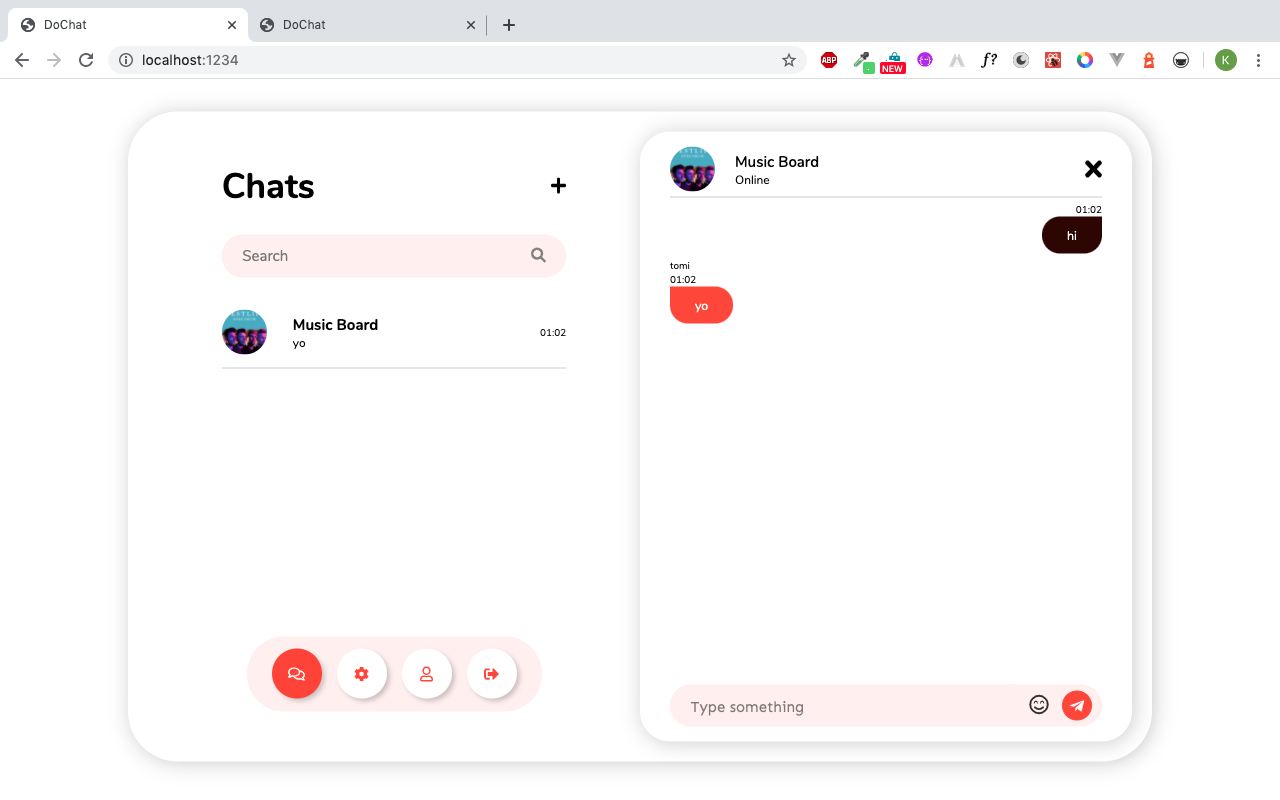 DoChat
DoChat
localhost:1234
ABP
NEW
f?
K
Chats
Search
Music Board
yo
01:02
Music Board
Online
01:02
hi
tomi
01:02
yo
Type something